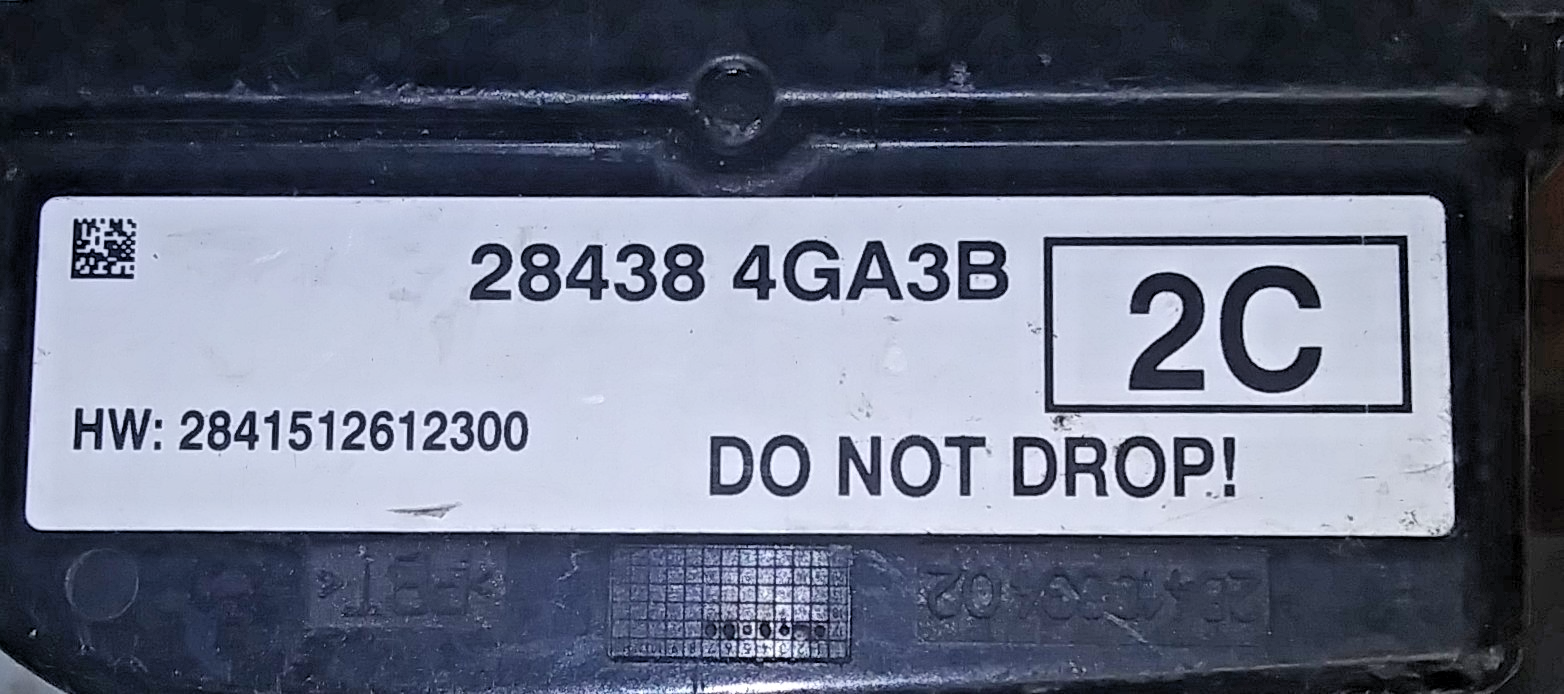 28438 4GA3B
2C
HW: 2841512612300
DO NOT DROP!